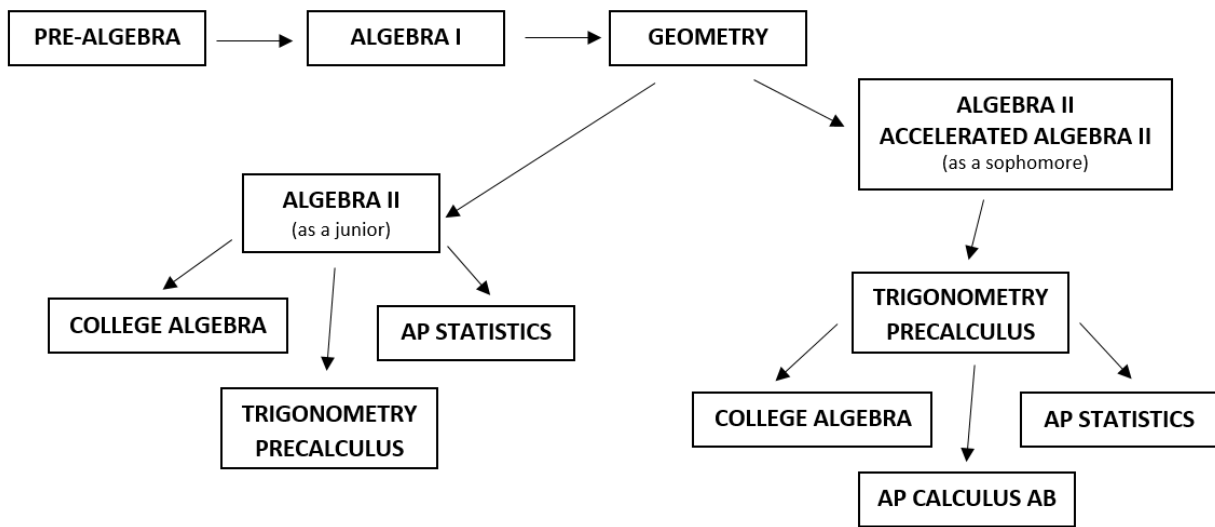 PRE-ALGEBRA
ALGEBRA I
GEOMETRY
ALGEBRA II
ACCELERATED ALGEBRA II
(as a sophomore)
ALGEBRA II
(as a junior)
COLLEGE ALGEBRA
AP STATISTICS
TRIGONOMETRY
PRECALCULUS
TRIGONOMETRY
PRECALCULUS
COLLEGE ALGEBRA
AP STATISTICS
AP CALCULUS AB